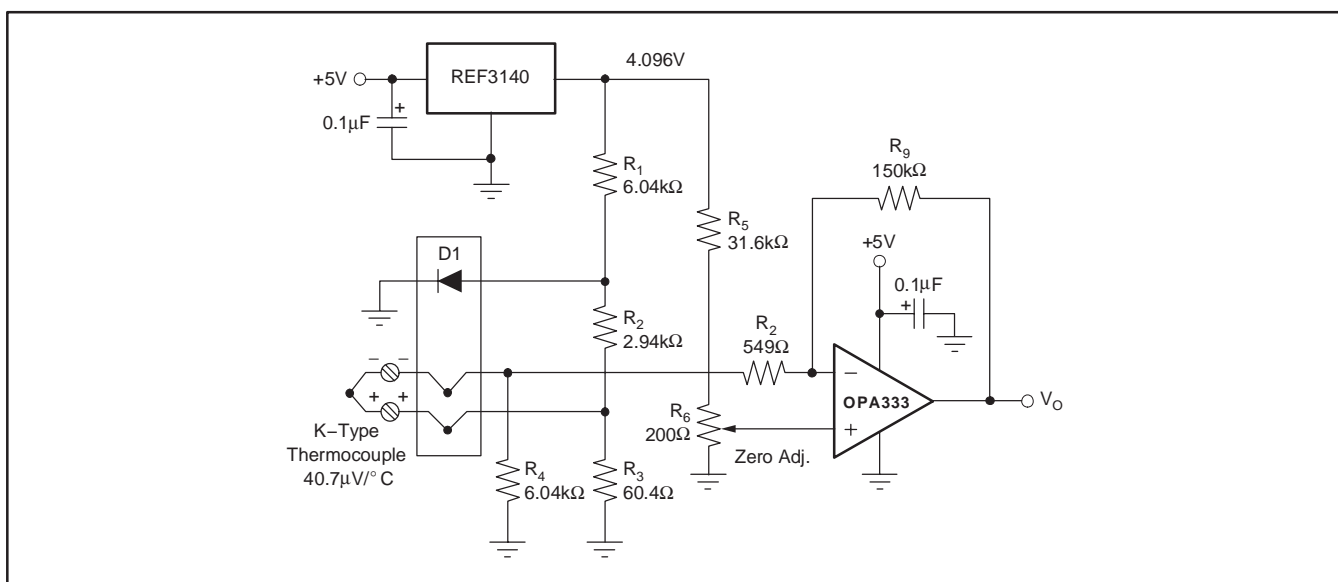 +5V
REF3140
4.096V
0.1µF
+
R1
6.04kΩ
R9
150kΩ
R5
31.6kΩ
+5V
0.1µF
+
D1
R2
2.94kΩ
R2
549Ω
− −
+ +
−
OPA333
+
VO
R6
200Ω
Zero Adj.
K−Type
Thermocouple
40.7µV/°C
R4
6.04kΩ
R3
60.4Ω